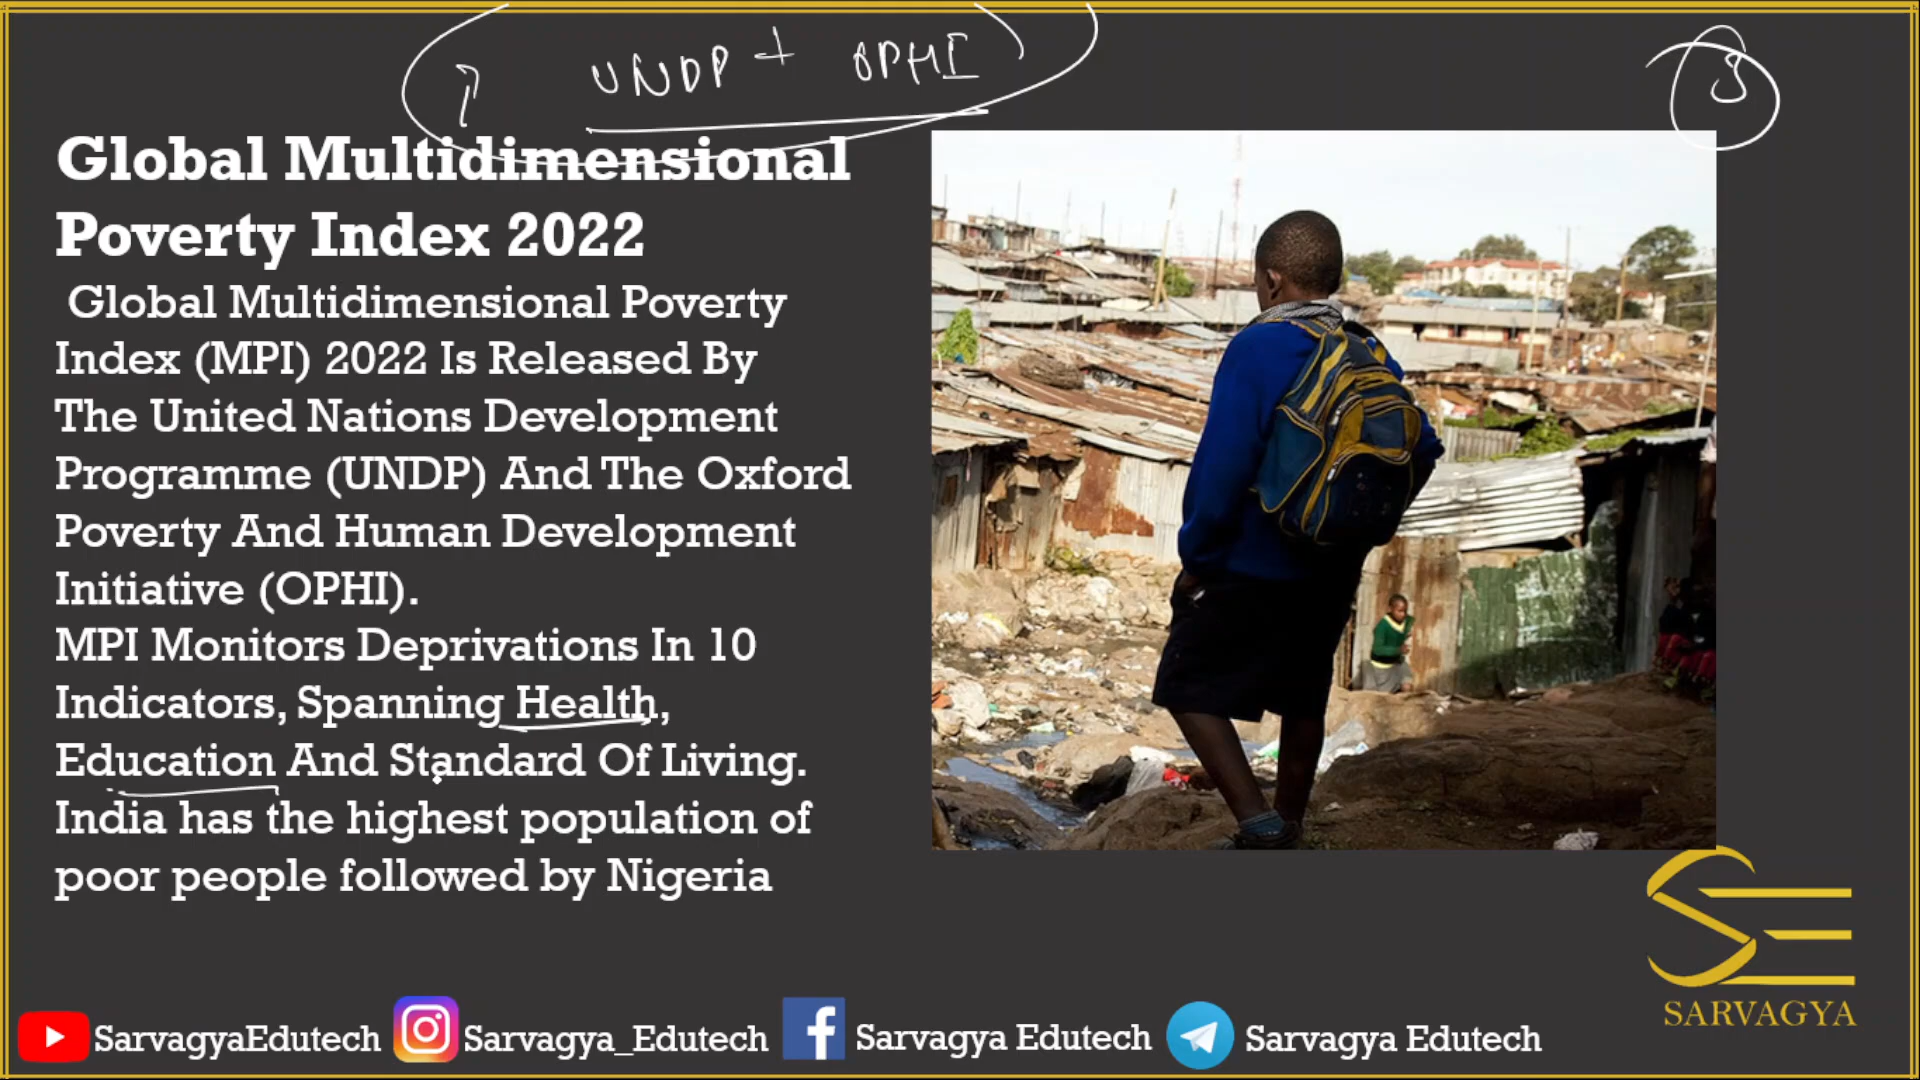 UNDP + OPHI
Global Multidimensional
Poverty Index 2022
Global Multidimensional Poverty
Index (MPI) 2022 Is Released By
The United Nations Development
Programme (UNDP) And The Oxford
Poverty And Human Development
Initiative (OPHI).
MPI Monitors Deprivations In 10
Indicators, Spanning Health,
Education And Standard Of Living.
India has the highest population of
poor people followed by Nigeria
SARVAGYA
SarvagyaEdutech Sarvagya_Edutech Sarvagya Edutech Sarvagya Edutech